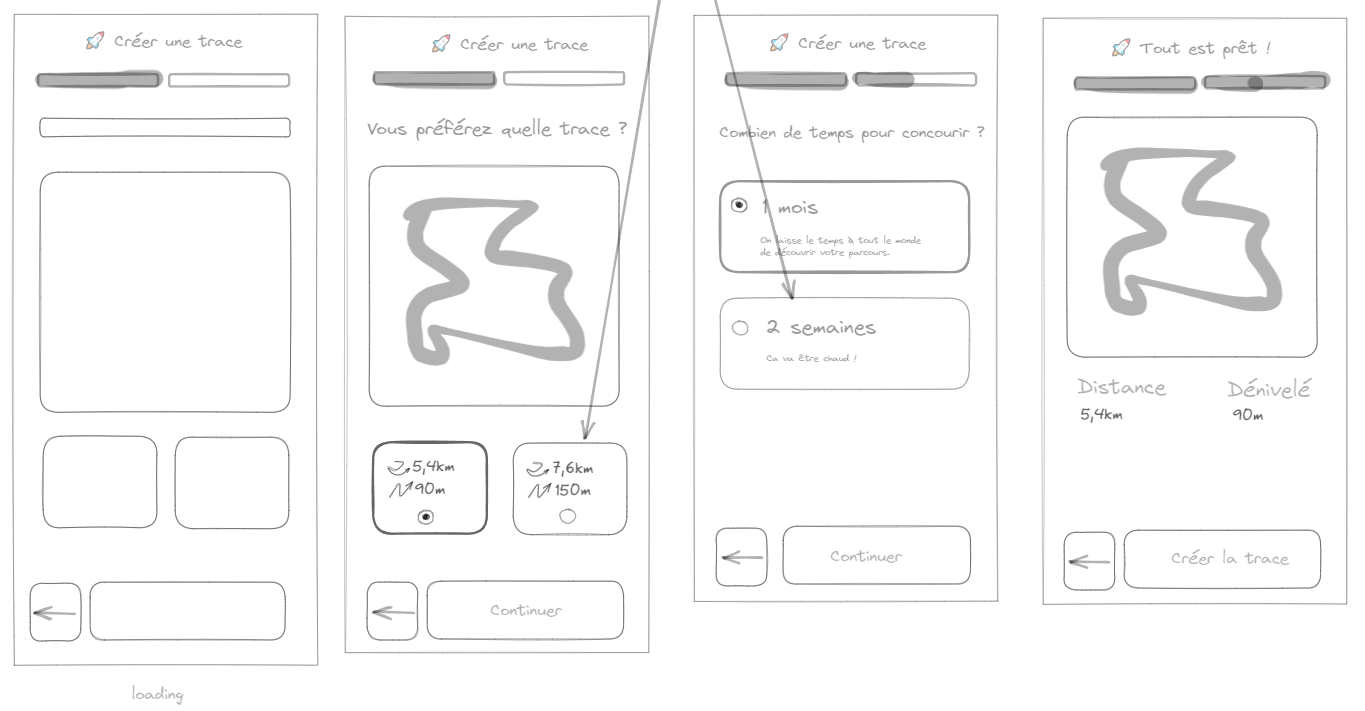 🚀 Créer une trace
loading
🚀 Créer une trace
Vous préférez quelle trace ?
5,4km
90m
7,6km
150m
Continuer
🚀 Créer une trace
Combien de temps pour concourir ?
1 mois
On laisse le temps à tout le monde
de découvrir votre parcours.
2 semaines
Ca va être chaud !
Continuer
🚀 Tout est prêt !
Distance
5,4km
Dénivelé
90m
Créer la trace